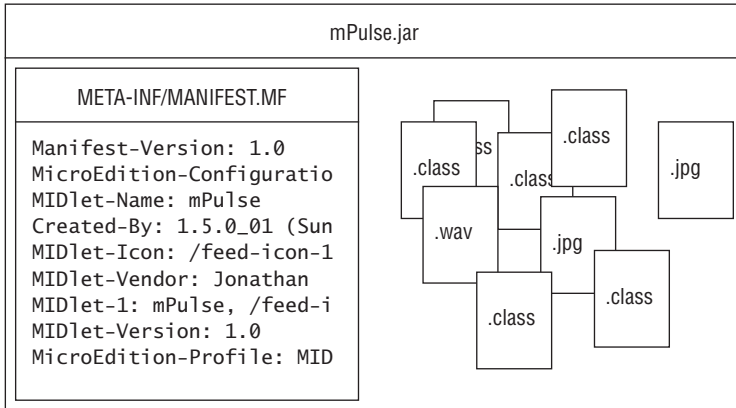 mPulse.jar
META-INF/MANIFEST.MF
Manifest-Version: 1.0
MicroEdition-Configuratio
MIDlet-Name: mPulse
Created-By: 1.5.0_01 (Sun
MIDlet-Icon: /feed-icon-1
MIDlet-Vendor: Jonathan
MIDlet-1: mPulse, /feed-i
MIDlet-Version: 1.0
MicroEdition-Profile: MID
.class
.class
.class
.jpg
.wav
.jpg
.class
.class